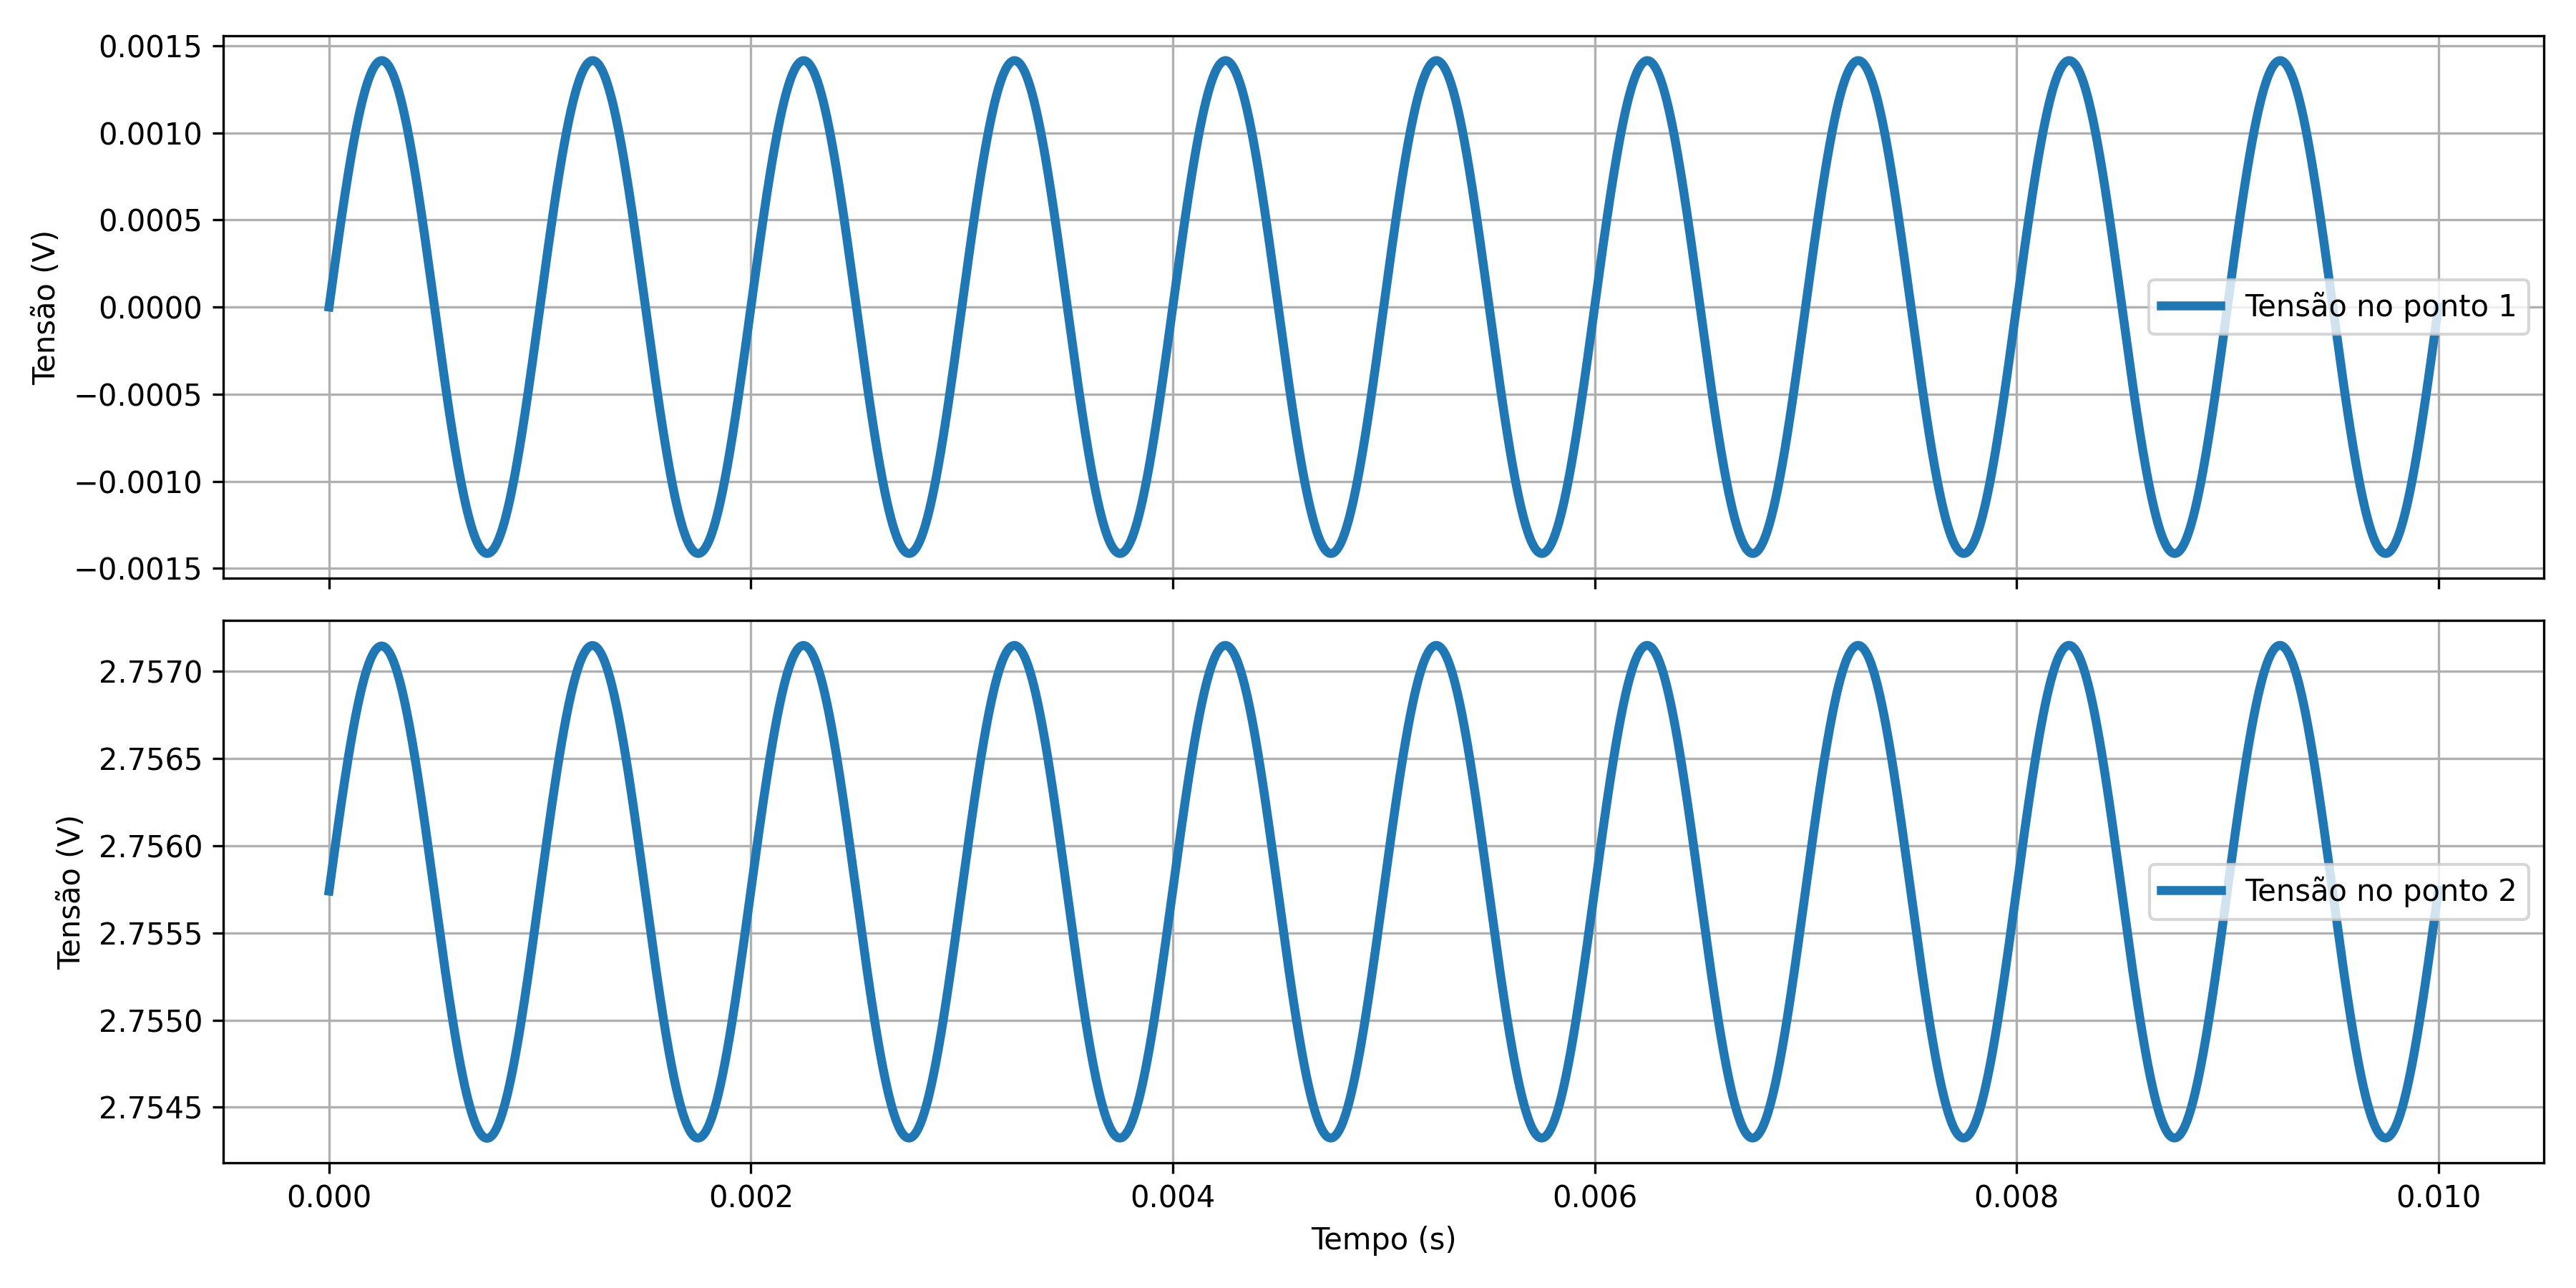 0.0015
0.0010
0.0005
0.0000
−0.0005
−0.0010
−0.0015
Tensão (V)
Tensão no ponto 1
2.7570
2.7565
2.7560
2.7555
2.7550
2.7545
Tensão (V)
Tensão no ponto 2
0.000 0.002 0.004 0.006 0.008 0.010
Tempo (s)